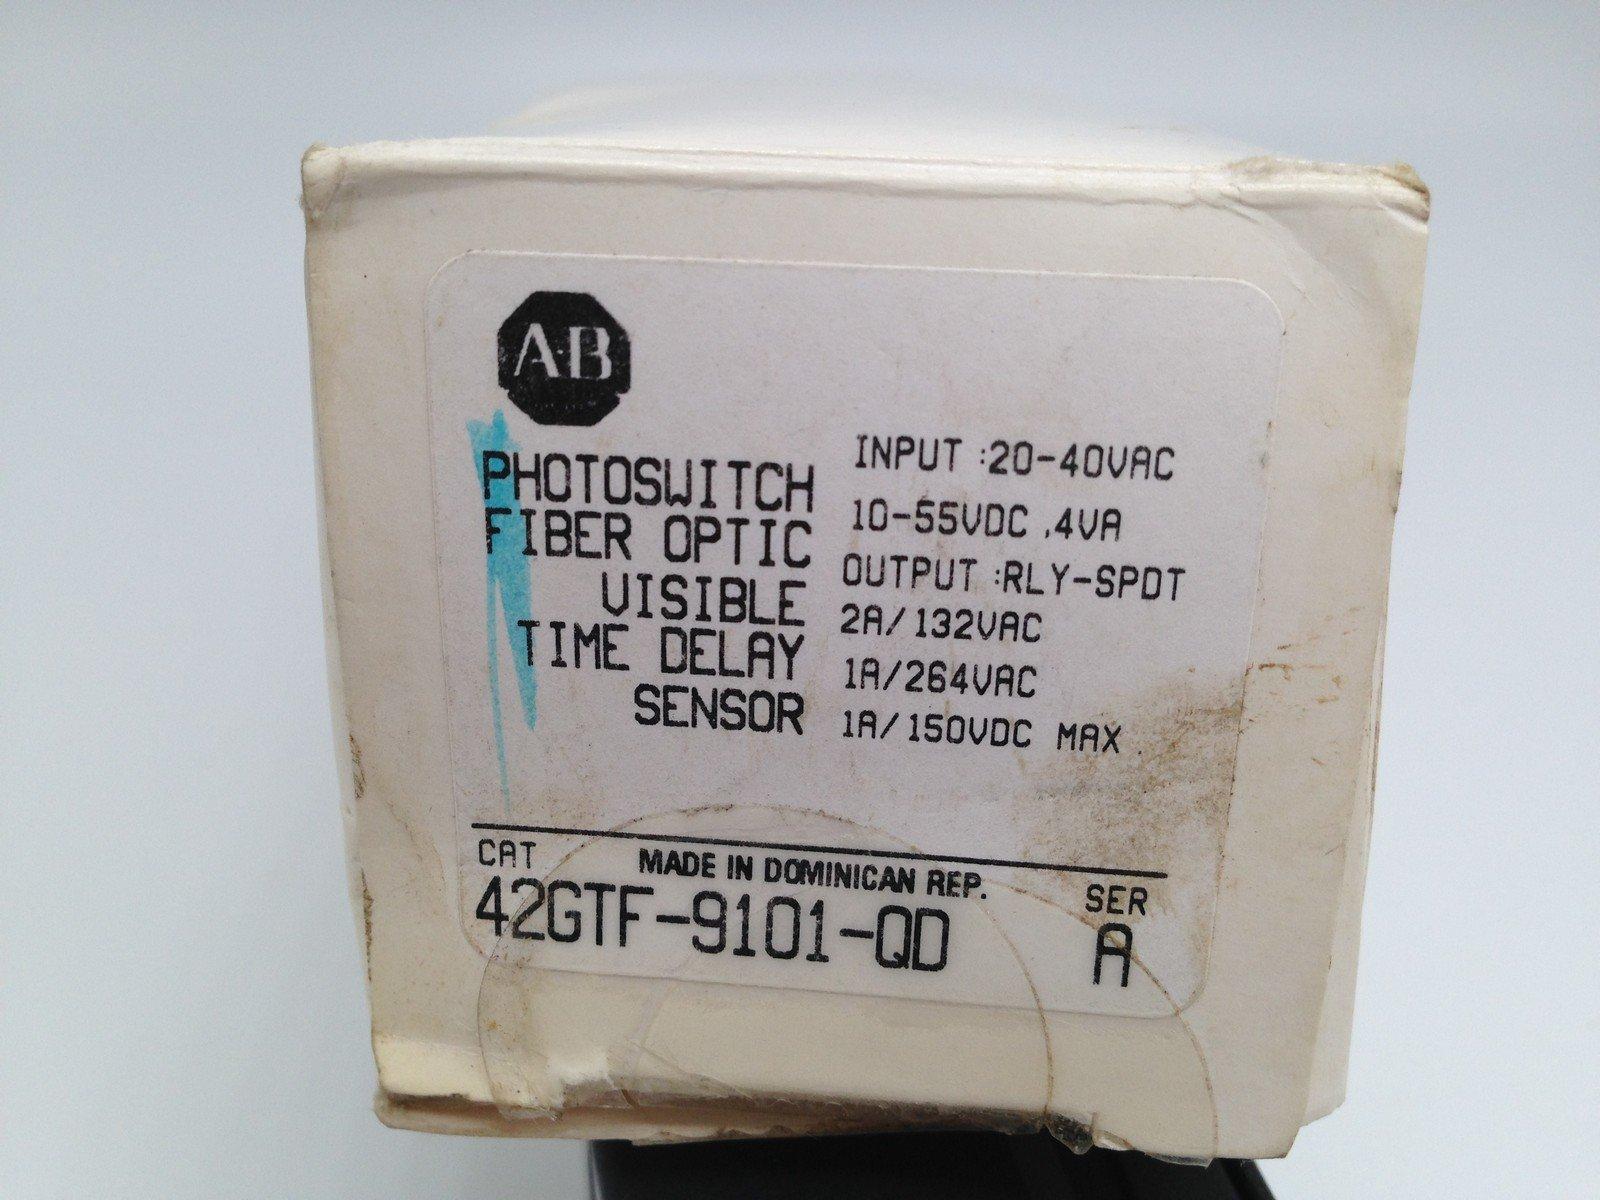 A·B
PHOTOSWITCH
FIBER OPTIC
VISIBLE
TIME DELAY
SENSOR
INPUT :20-40VAC
10-55VDC .4VA
OUTPUT :RLY-SPDT
2A/132VAC
1A/264VAC
1A/150VDC MAX
CAT
MADE IN DOMINICAN REP.
SER
42GTF-9101-QD
A